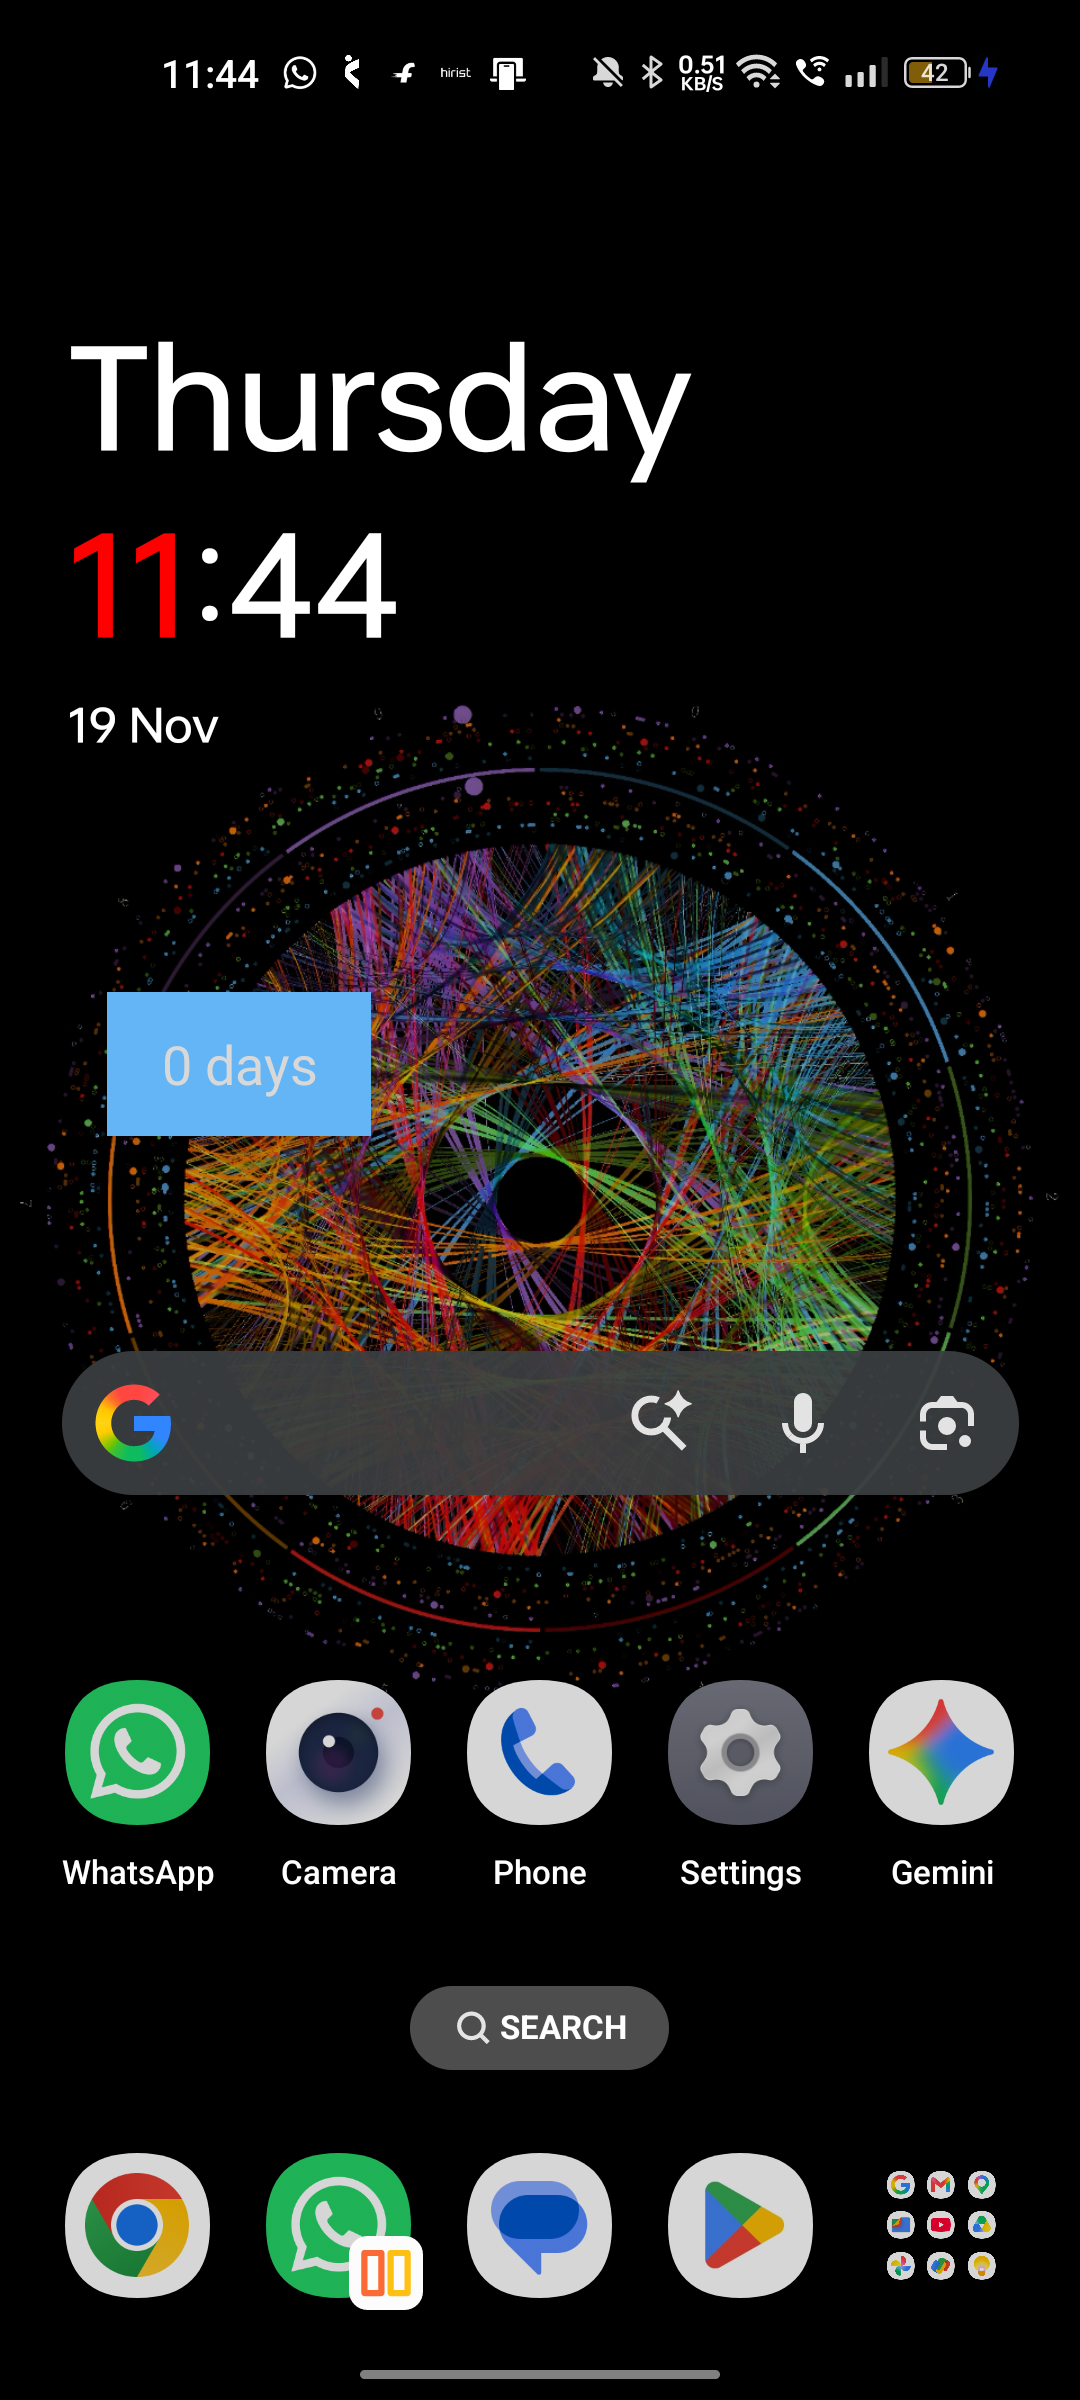 11:44
hirist
0.51
KB/S
42
Thursday
11:44
19 Nov
0 days
WhatsApp
Camera
Phone
Settings
Gemini
SEARCH